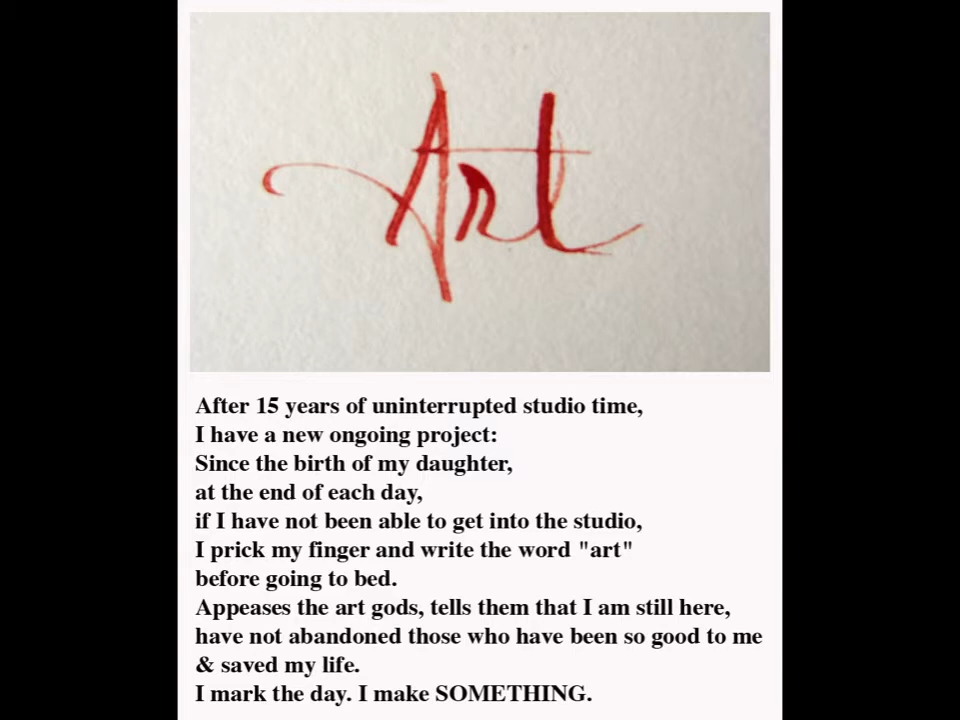 Art
After 15 years of uninterrupted studio time,
I have a new ongoing project:
Since the birth of my daughter,
at the end of each day,
if I have not been able to get into the studio,
I prick my finger and write the word "art"
before going to bed.
Appeases the art gods, tells them that I am still here,
have not abandoned those who have been so good to me
& saved my life.
I mark the day. I make SOMETHING.